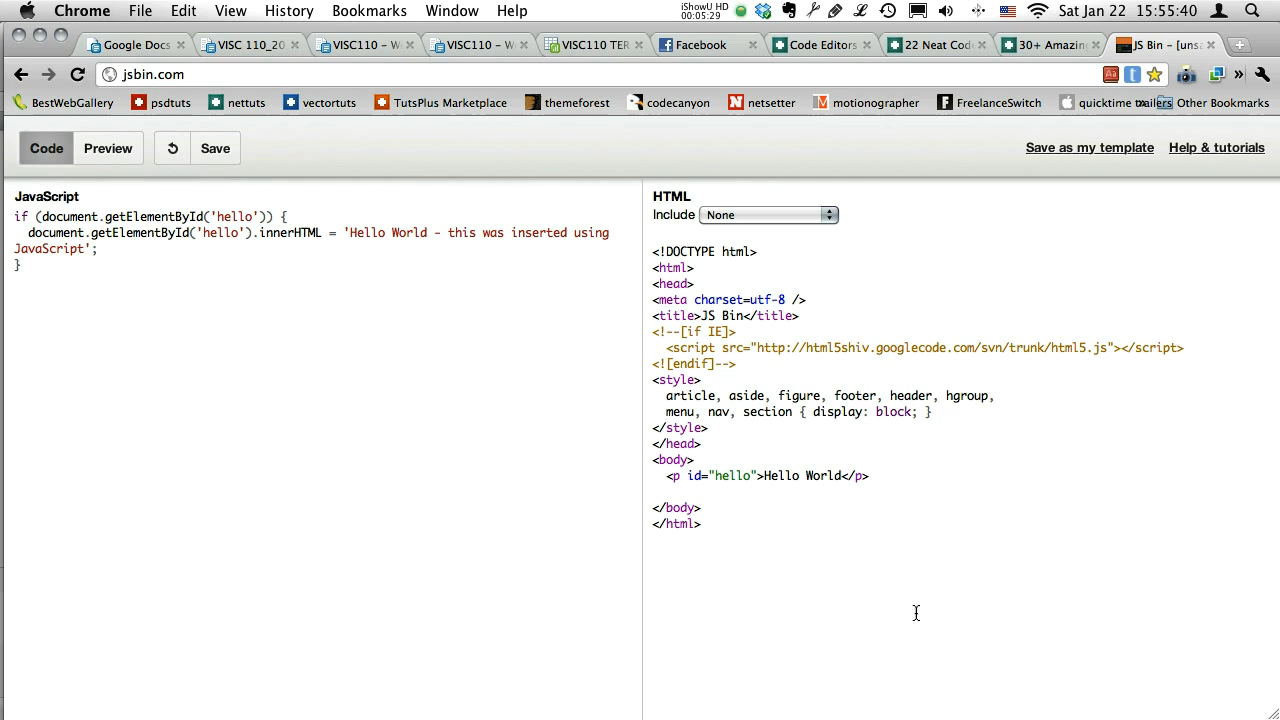 Chrome File Edit View History Bookmarks Window Help iShowU HD 00:05:29 Sat Jan 22 15:55:40
Google Docs VISC 110_20 VISC110 – W VISC110 – W VISC110 TER Facebook Code Editors 22 Neat Cod 30+ Amazin JS Bin – [uns
jsbin.com
BestWebGallery psdtuts nettuts vectortuts TutsPlus Marketplace themeforest codecanyon netsetter motionographer FreelanceSwitch quicktime Other Bookmarks
Code Preview Save Save as my template Help & tutorials
JavaScript
if (document.getElementById('hello')) {
  document.getElementById('hello').innerHTML = 'Hello World - this was inserted using
JavaScript';
}
HTML
Include None
<!DOCTYPE html>
<html>
<head>
<meta charset=utf-8 />
<title>JS Bin</title>
<!--[if IE]>
  <script src="http://html5shiv.googlecode.com/svn/trunk/html5.js"></script>
<![endif]-->
<style>
  article, aside, figure, footer, header, hgroup,
  menu, nav, section { display: block; }
</style>
</head>
<body>
  <p id="hello">Hello World</p>
</body>
</html>